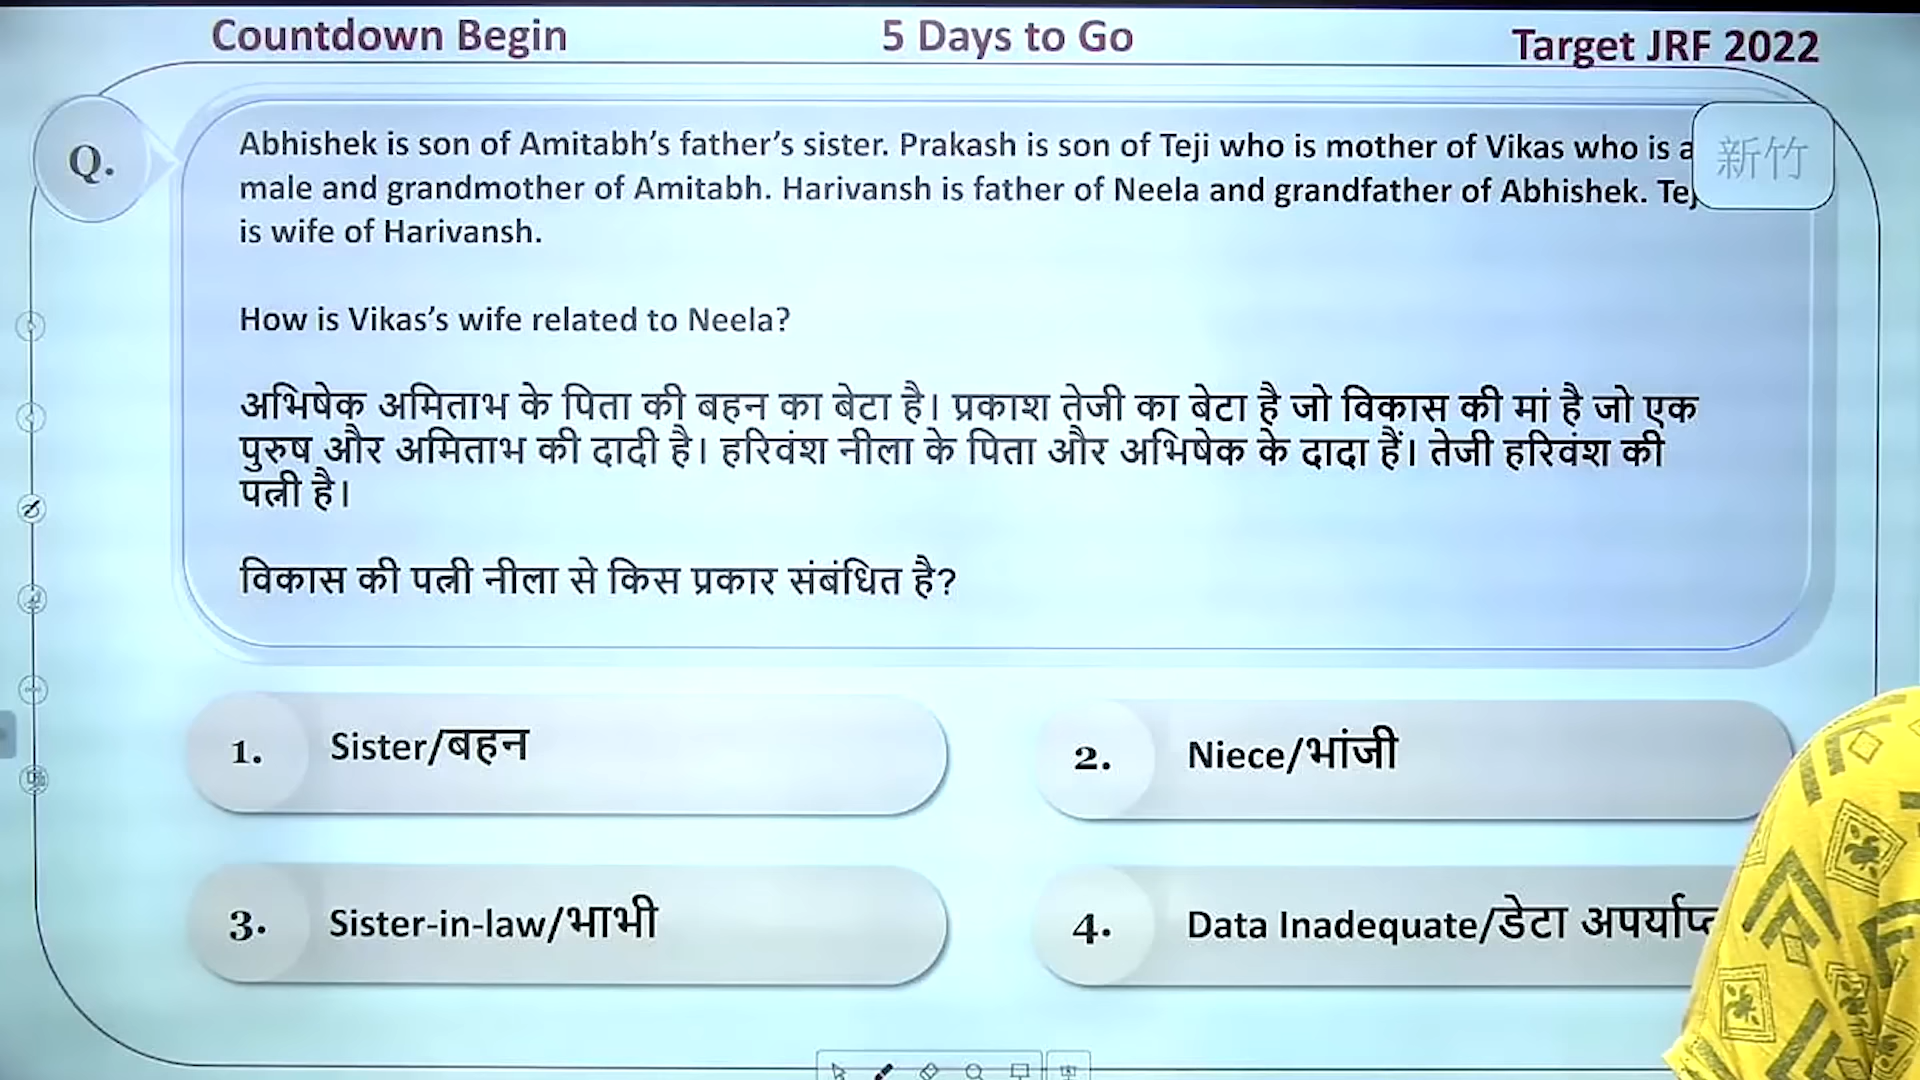 Countdown Begin
5 Days to Go
Target JRF 2022
Q.
Abhishek is son of Amitabh’s father’s sister. Prakash is son of Teji who is mother of Vikas who is a
新竹
male and grandmother of Amitabh. Harivansh is father of Neela and grandfather of Abhishek.
is wife of Harivansh.
How is Vikas’s wife related to Neela?
अभिषेक अमिताभ के पिता की बहन का बेटा है। प्रकाश तेजी का बेटा है जो विकास की मां है जो एक
पुरुष और अमिताभ की दादी है। हरिवंश नीला के पिता और अभिषेक के दादा हैं। तेजी हरिवंश की
पत्नी है।
विकास की पत्नी नीला से किस प्रकार संबंधित है?
1. Sister/बहन
2. Niece/भांजी
3. Sister-in-law/भाभी
4. Data Inadequate/डेटा